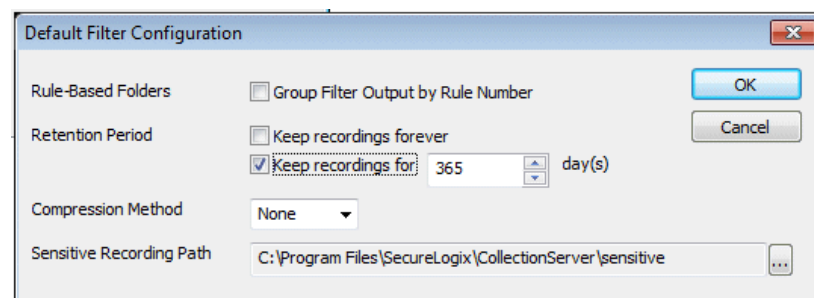 Default Filter Configuration
Rule-Based Folders
Group Filter Output by Rule Number
OK
Retention Period
Keep recordings forever
Cancel
Keep recordings for 365 day(s)
Compression Method
None
Sensitive Recording Path
C:\Program Files\SecureLogix\CollectionServer\sensitive
...